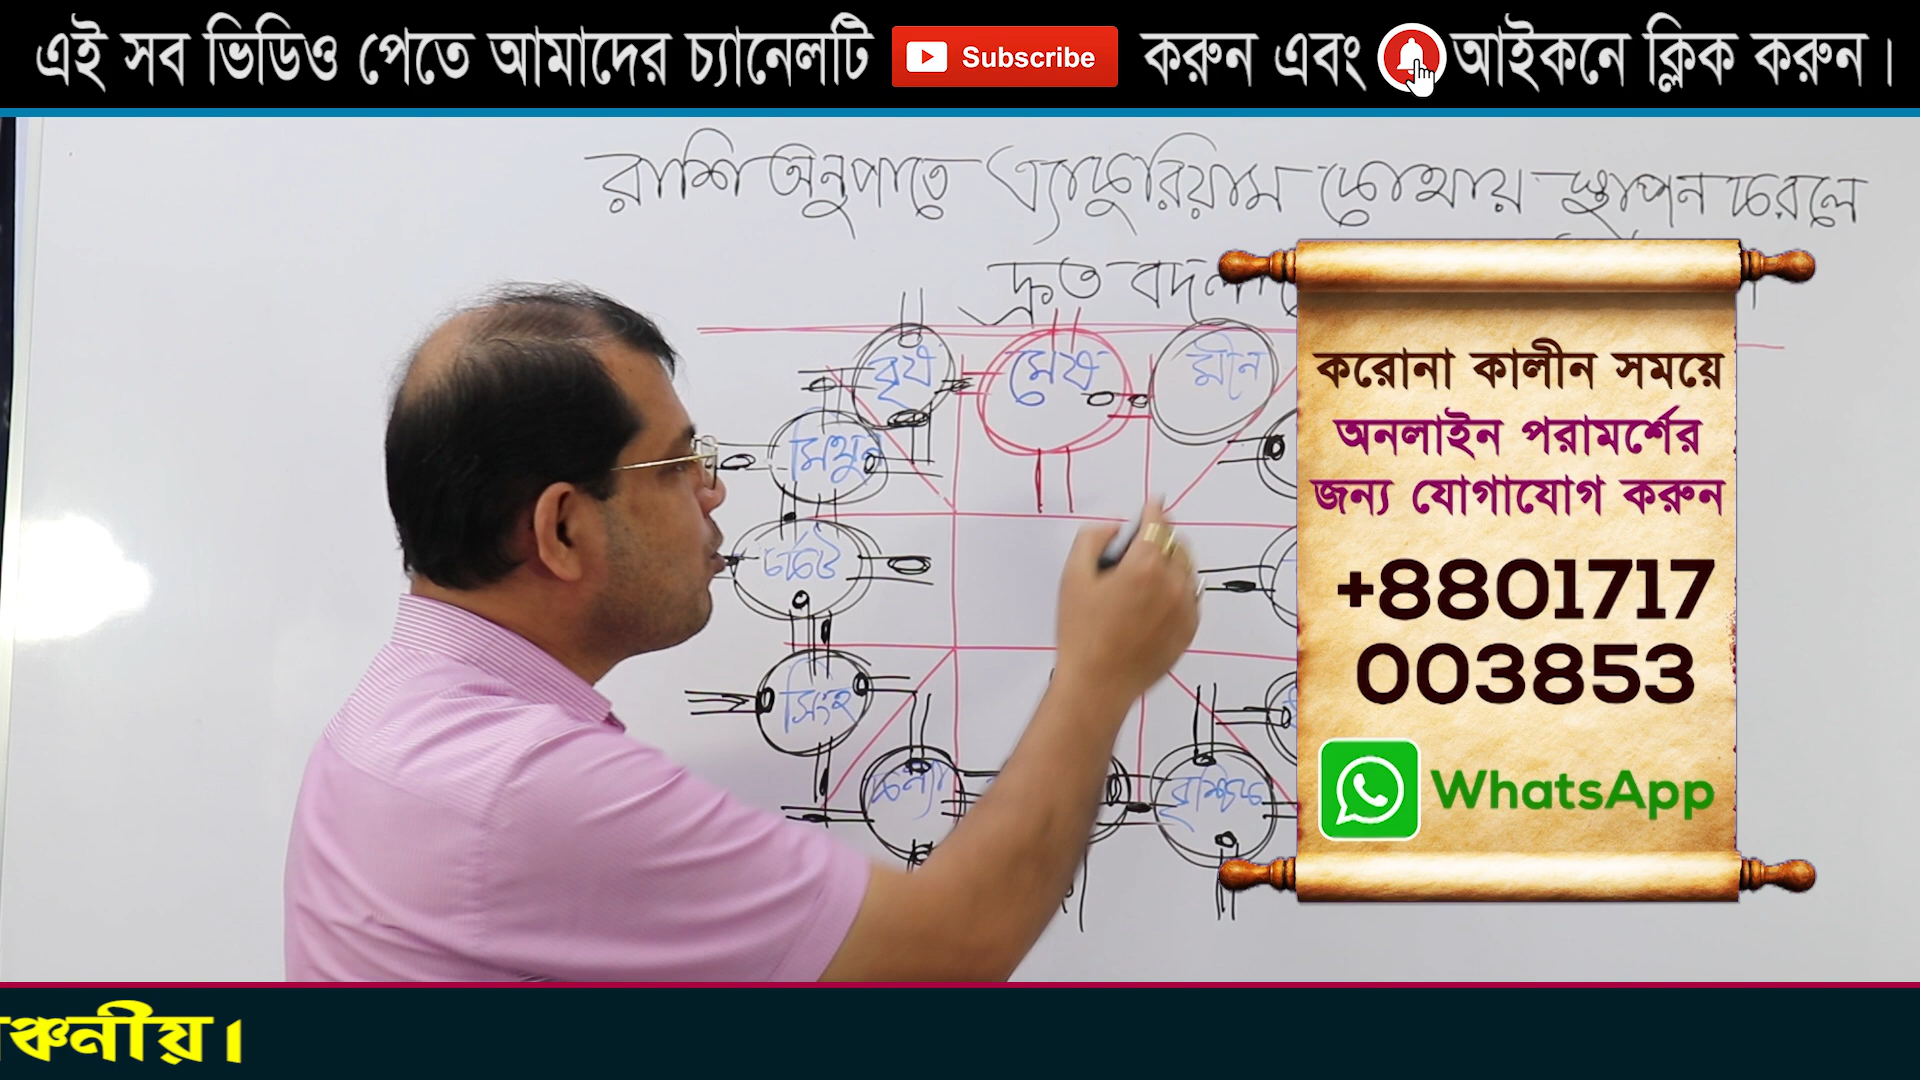 এই সব ভিডিও পেতে আমাদের চ্যানেলটি Subscribe করুন এবং আইকনে ক্লিক করুন।
রাশি অনুপাতে এ্যাকুরিয়াম কোথায় স্থাপন করলে
দ্রুত
বৃষ মেষ মীন
মিথুন
কর্কট
সিংহ
কন্যা বৃশ্চিক
করোনা কালীন সময়ে
অনলাইন পরামর্শের
জন্য যোগাযোগ করুন
+8801717
003853
WhatsApp
ঞ্চনীয়।